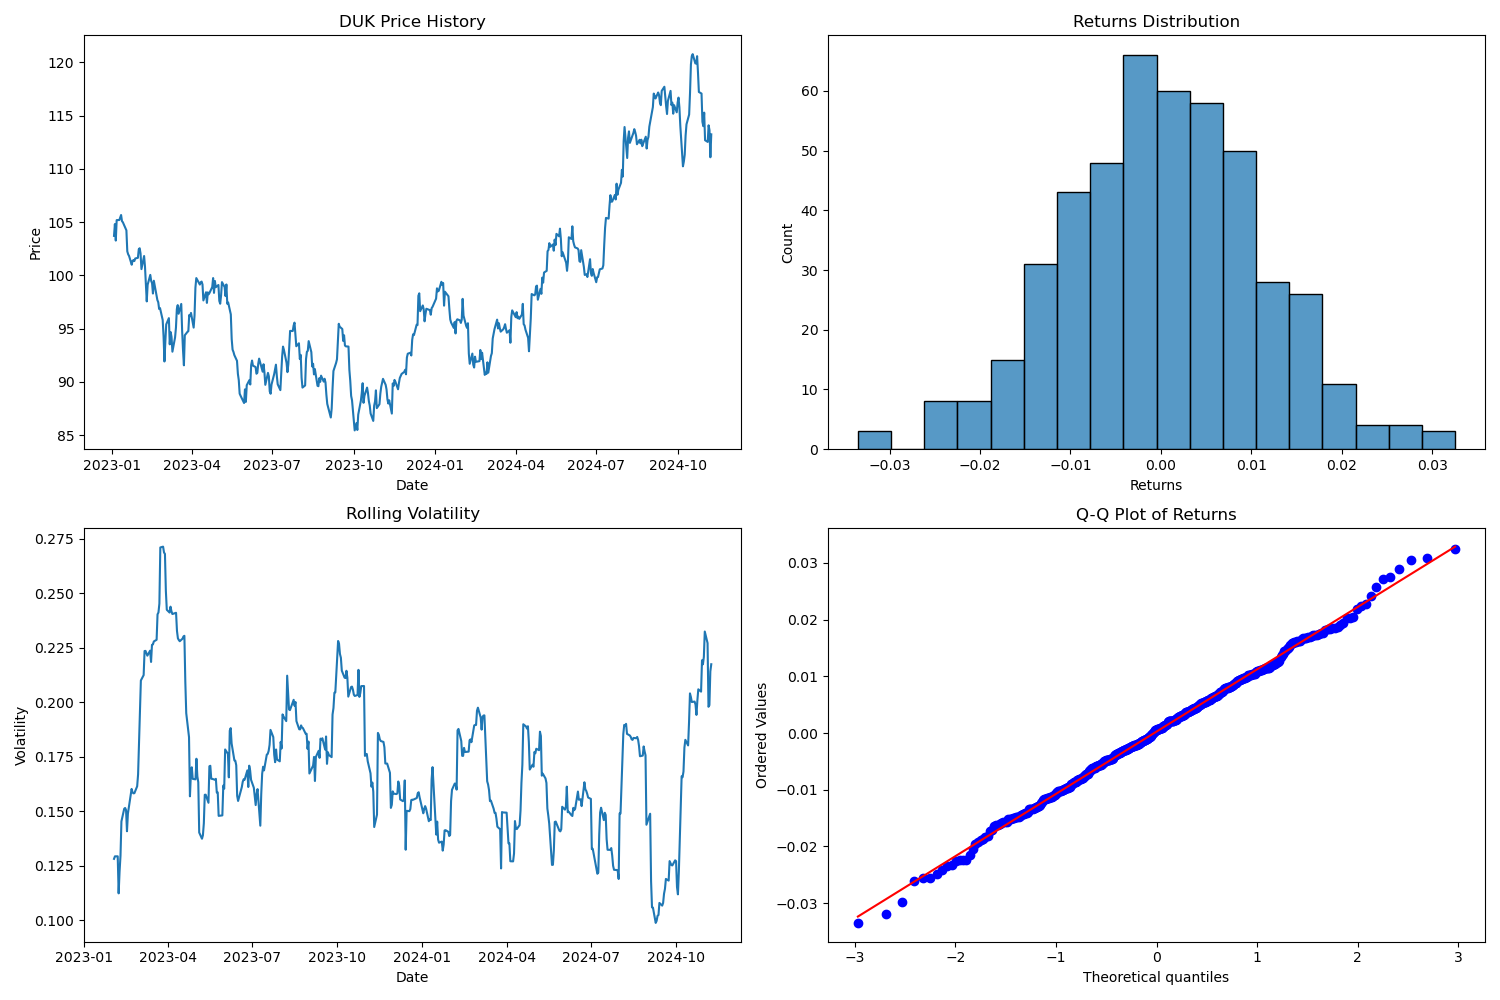 DUK Price History
Price
120
115
110
105
100
95
90
85
2023-01 2023-04 2023-07 2023-10 2024-01 2024-04 2024-07 2024-10
Date
Returns Distribution
Count
60
50
40
30
20
10
0
−0.03 −0.02 −0.01 0.00 0.01 0.02 0.03
Returns
Rolling Volatility
Volatility
0.275
0.250
0.225
0.200
0.175
0.150
0.125
0.100
2023-01 2023-04 2023-07 2023-10 2024-01 2024-04 2024-07 2024-10
Date
Q-Q Plot of Returns
Ordered Values
0.03
0.02
0.01
0.00
−0.01
−0.02
−0.03
−3 −2 −1 0 1 2 3
Theoretical quantiles